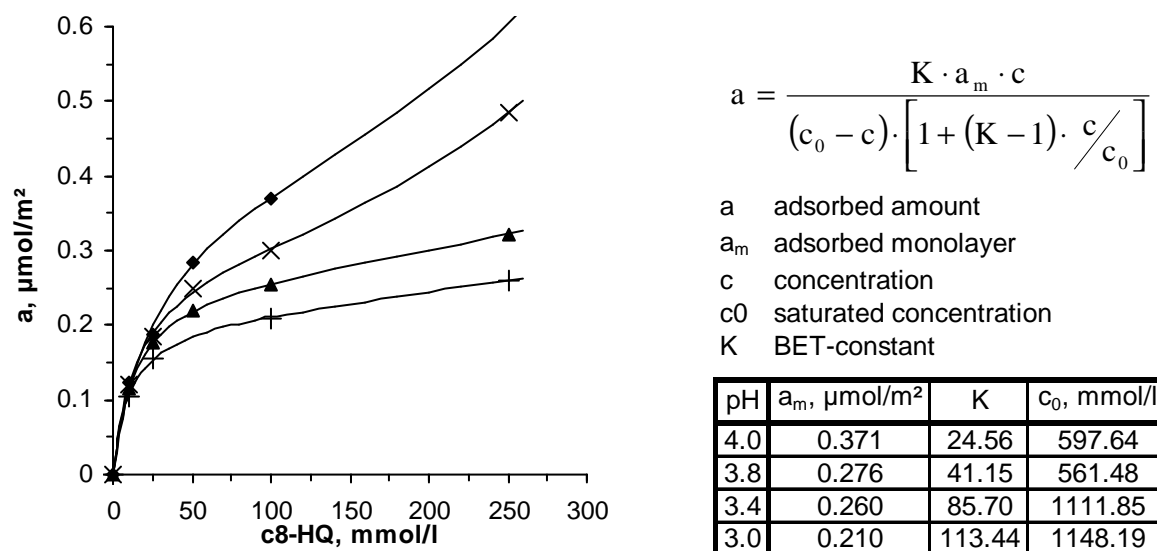 0.6
0.5
0.4
0.3
0.2
0.1
0
a, µmol/m²
0 50 100 150 200 250 300
c8-HQ, mmol/l
a = K · a_m · c / (c_0 − c) · [1 + (K − 1) · c/c_0]
a adsorbed amount
a_m adsorbed monolayer
c concentration
c0 saturated concentration
K BET-constant
pH a_m, µmol/m² K c_0, mmol/l
4.0 0.371 24.56 597.64
3.8 0.276 41.15 561.48
3.4 0.260 85.70 1111.85
3.0 0.210 113.44 1148.19